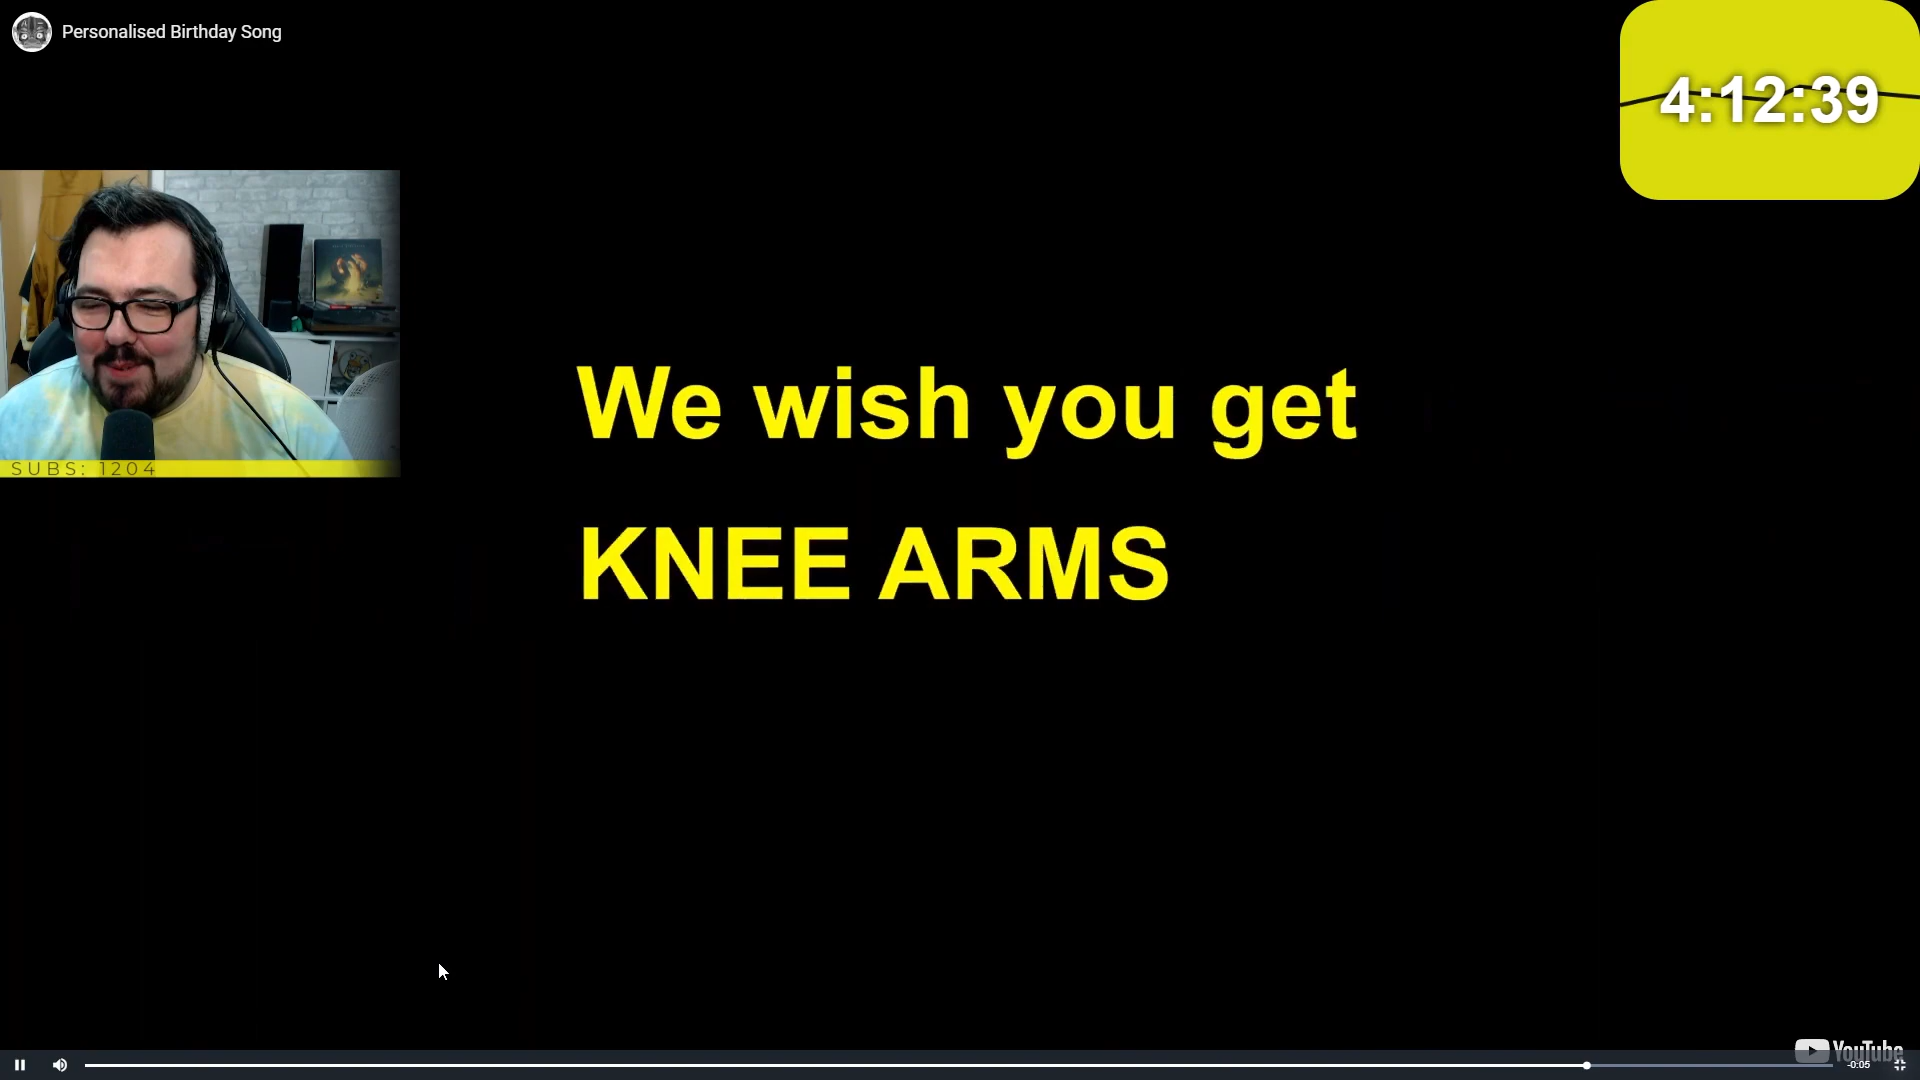 Personalised Birthday Song
4:12:39
SUBS: 1204
We wish you get
KNEE ARMS
YouTube
-0:05